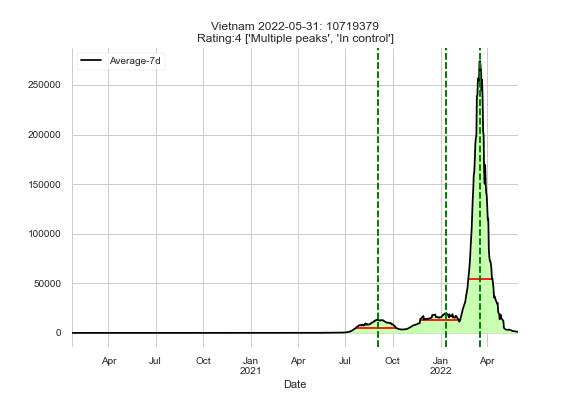 Vietnam 2022-05-31: 10719379
Rating:4 ['Multiple peaks', 'In control']
Average-7d
250000
200000
150000
100000
50000
0
Apr Jul Oct Jan Apr Jul Oct Jan Apr
2021 2022
Date